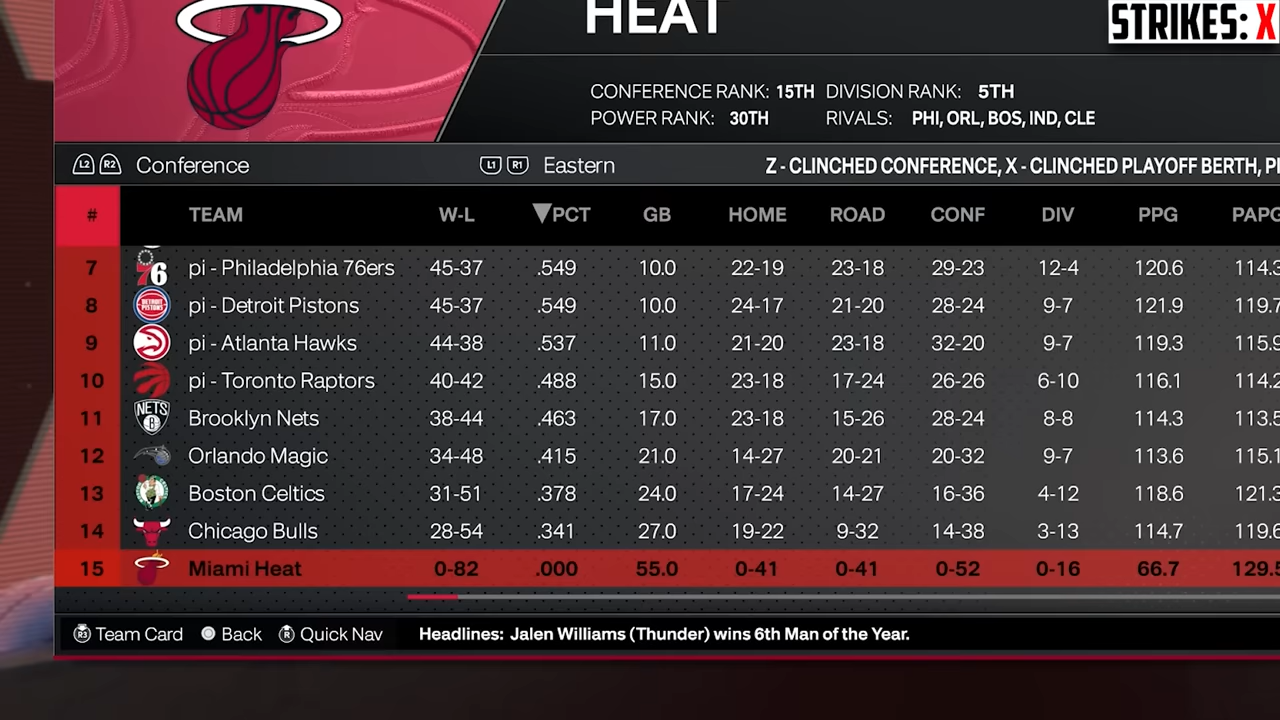 HEAT
STRIKES: X
CONFERENCE RANK: 15TH DIVISION RANK: 5TH
POWER RANK: 30TH RIVALS: PHI, ORL, BOS, IND, CLE
L2 R2 Conference L1 R1 Eastern Z - CLINCHED CONFERENCE, X - CLINCHED PLAYOFF BERTH,
# TEAM W-L ▼PCT GB HOME ROAD CONF DIV PPG PAPG
7 76 pi - Philadelphia 76ers 45-37 .549 10.0 22-19 23-18 29-23 12-4 120.6 114.3
8 DETROIT PISTONS pi - Detroit Pistons 45-37 .549 10.0 24-17 21-20 28-24 9-7 121.9 119.7
9 pi - Atlanta Hawks 44-38 .537 11.0 21-20 23-18 32-20 9-7 119.3 115.9
10 pi - Toronto Raptors 40-42 .488 15.0 23-18 17-24 26-26 6-10 116.1 114.2
11 NETS B Brooklyn Nets 38-44 .463 17.0 23-18 15-26 28-24 8-8 114.3 113.5
12 Orlando Magic 34-48 .415 21.0 14-27 20-21 20-32 9-7 113.6 115.1
13 Boston Celtics 31-51 .378 24.0 17-24 14-27 16-36 4-12 118.6 121.3
14 Chicago Bulls 28-54 .341 27.0 19-22 9-32 14-38 3-13 114.7 119.6
15 Miami Heat 0-82 .000 55.0 0-41 0-41 0-52 0-16 66.7 129.5
R3 Team Card Back R Quick Nav Headlines: Jalen Williams (Thunder) wins 6th Man of the Year.